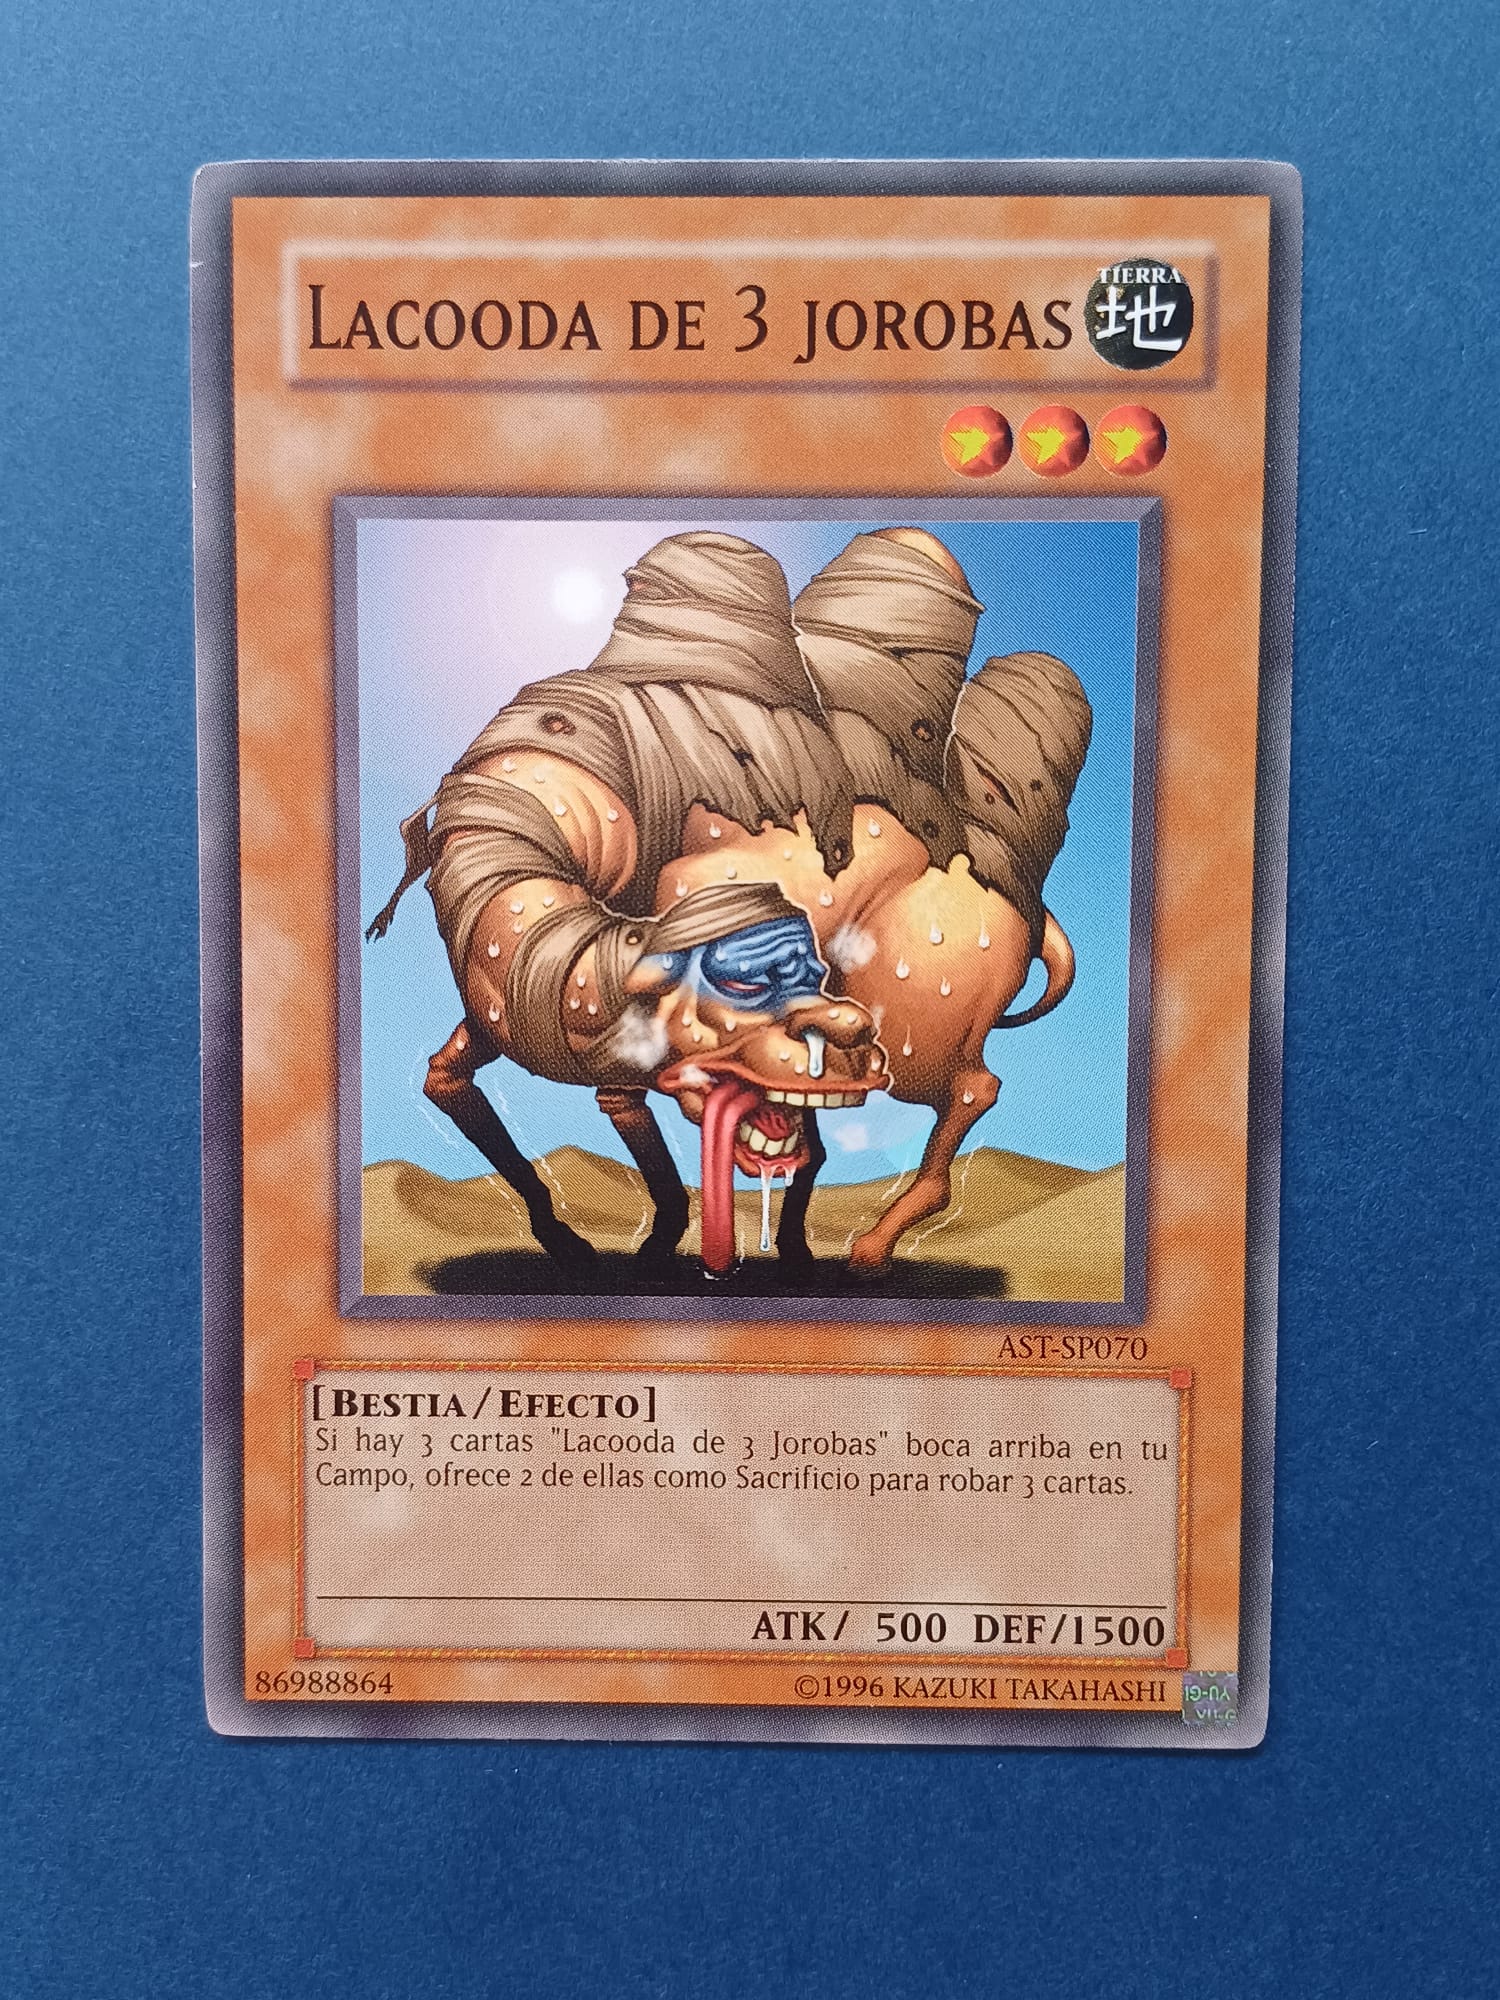 LACOODA DE 3 JOROBAS
TIERRA
地
AST-SP070
[BESTIA/EFECTO]
Si hay 3 cartas "Lacooda de 3 Jorobas" boca arriba en tu
Campo, ofrece 2 de ellas como Sacrificio para robar 3 cartas.
ATK/ 500 DEF/1500
86988864
©1996 KAZUKI TAKAHASHI